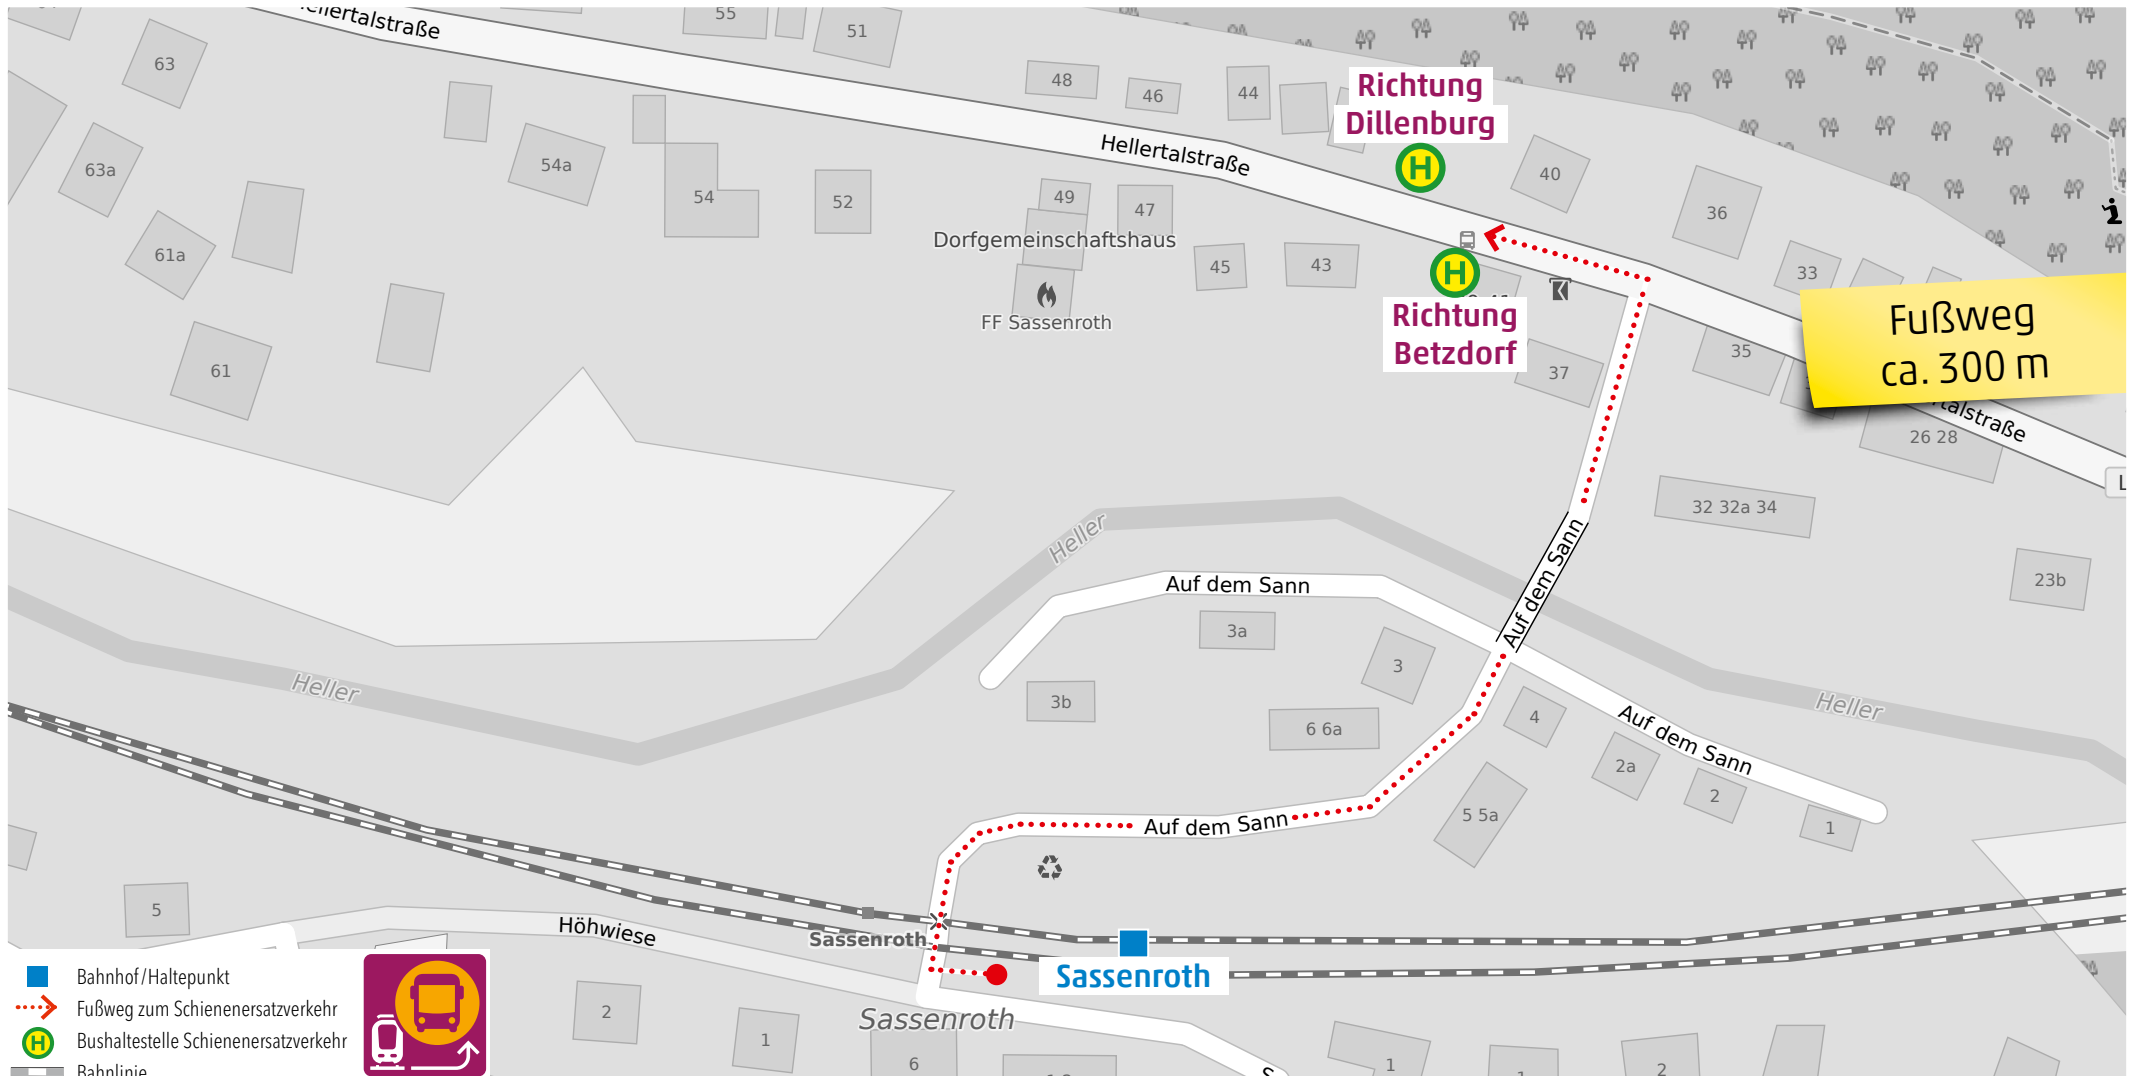 Hellertalstraße
55
51
63
48
46
44
Richtung
Dillenburg
Hellertalstraße
63a
54a
54
52
49
47
40
36
Dorfgemeinschaftshaus
61a
45
43
33
FF Sassenroth
Richtung
Betzdorf
Fußweg
ca. 300 m
61
37
35
26 28
32 32a 34
Heller
Auf dem Sann
Auf dem Sann
23b
3a
3
3b
6 6a
4
Heller
Heller
Auf dem Sann
2a
2
1
5 5a
Auf dem Sann
5
Höhwiese
Sassenroth
Sassenroth
Sassenroth
2
1
6
1
2
H
H
Bahnhof/Haltepunkt
Fußweg zum Schienenersatzverkehr
H Bushaltestelle Schienenersatzverkehr
Bahnlinie